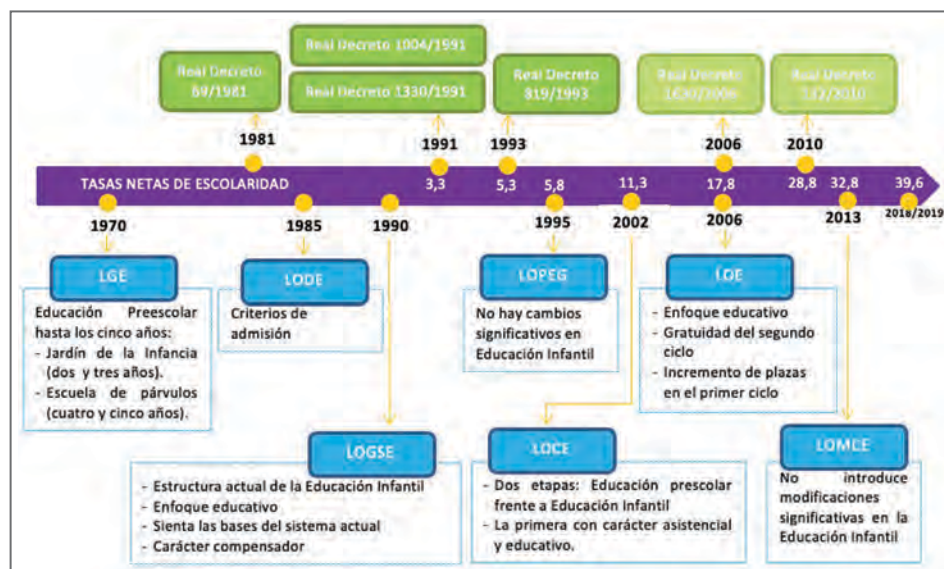 Real Decreto
69/1981
Real Decreto 1004/1991
Real Decreto 1330/1991
Real Decreto
819/1993
Real Decreto
Real Decreto
132/2010
1981
1991
1993
2006
2010
TASAS NETAS DE ESCOLARIDAD
3,3
5,3
5,8
11,3
17,8
28,8
32,8
39,6
1970
1985
1990
1995
2002
2006
2013
2018/2019
LGE
Educación Preescolar
hasta los cinco años:
- Jardín de la Infancia
(dos y tres años).
- Escuela de párvulos
(cuatro y cinco años).
LODE
Criterios de
admisión
LOPEG
No hay cambios
significativos en
Educación Infantil
LOE
- Enfoque educativo
- Gratuidad del segundo
ciclo
- Incremento de plazas
en el primer ciclo
LOGSE
- Estructura actual de la Educación Infantil
- Enfoque educativo
- Sienta las bases del sistema actual
- Carácter compensador
LOCE
- Dos etapas: Educación prescolar
frente a Educación Infantil
- La primera con carácter asistencial
y educativo.
LOMCE
No introduce
modificaciones
significativas en la
Educación Infantil